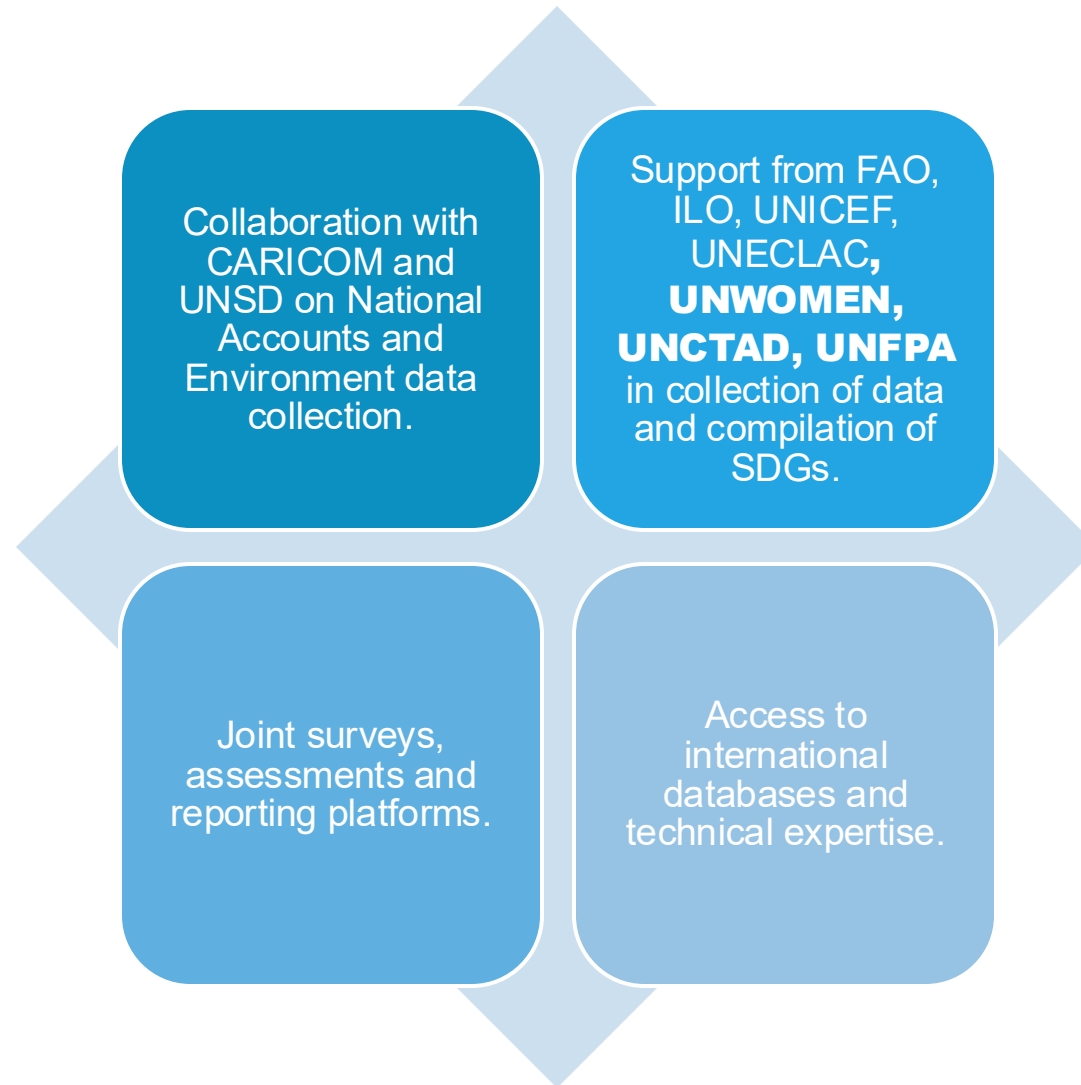 Collaboration with
CARICOM and
UNSD on National
Accounts and
Environment data
collection.
Support from FAO,
ILO, UNICEF,
UNECLAC,
UNWOMEN,
UNCTAD, UNFPA
in collection of data
and compilation of
SDGs.
Joint surveys,
assessments and
reporting platforms.
Access to
international
databases and
technical expertise.